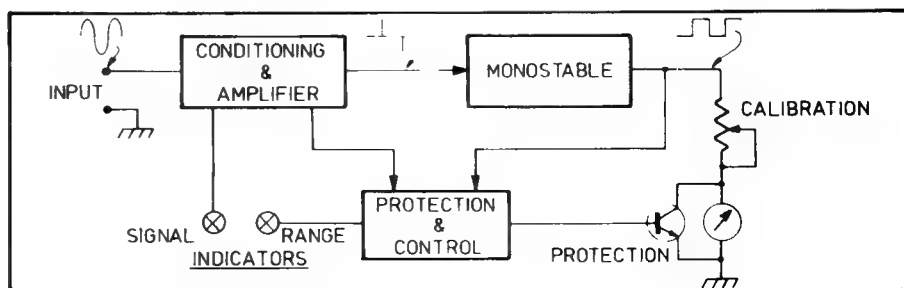 CONDITIONING
&
AMPLIFIER
MONOSTABLE
INPUT
CALIBRATION
PROTECTION
&
CONTROL
SIGNAL
RANGE
INDICATORS
PROTECTION